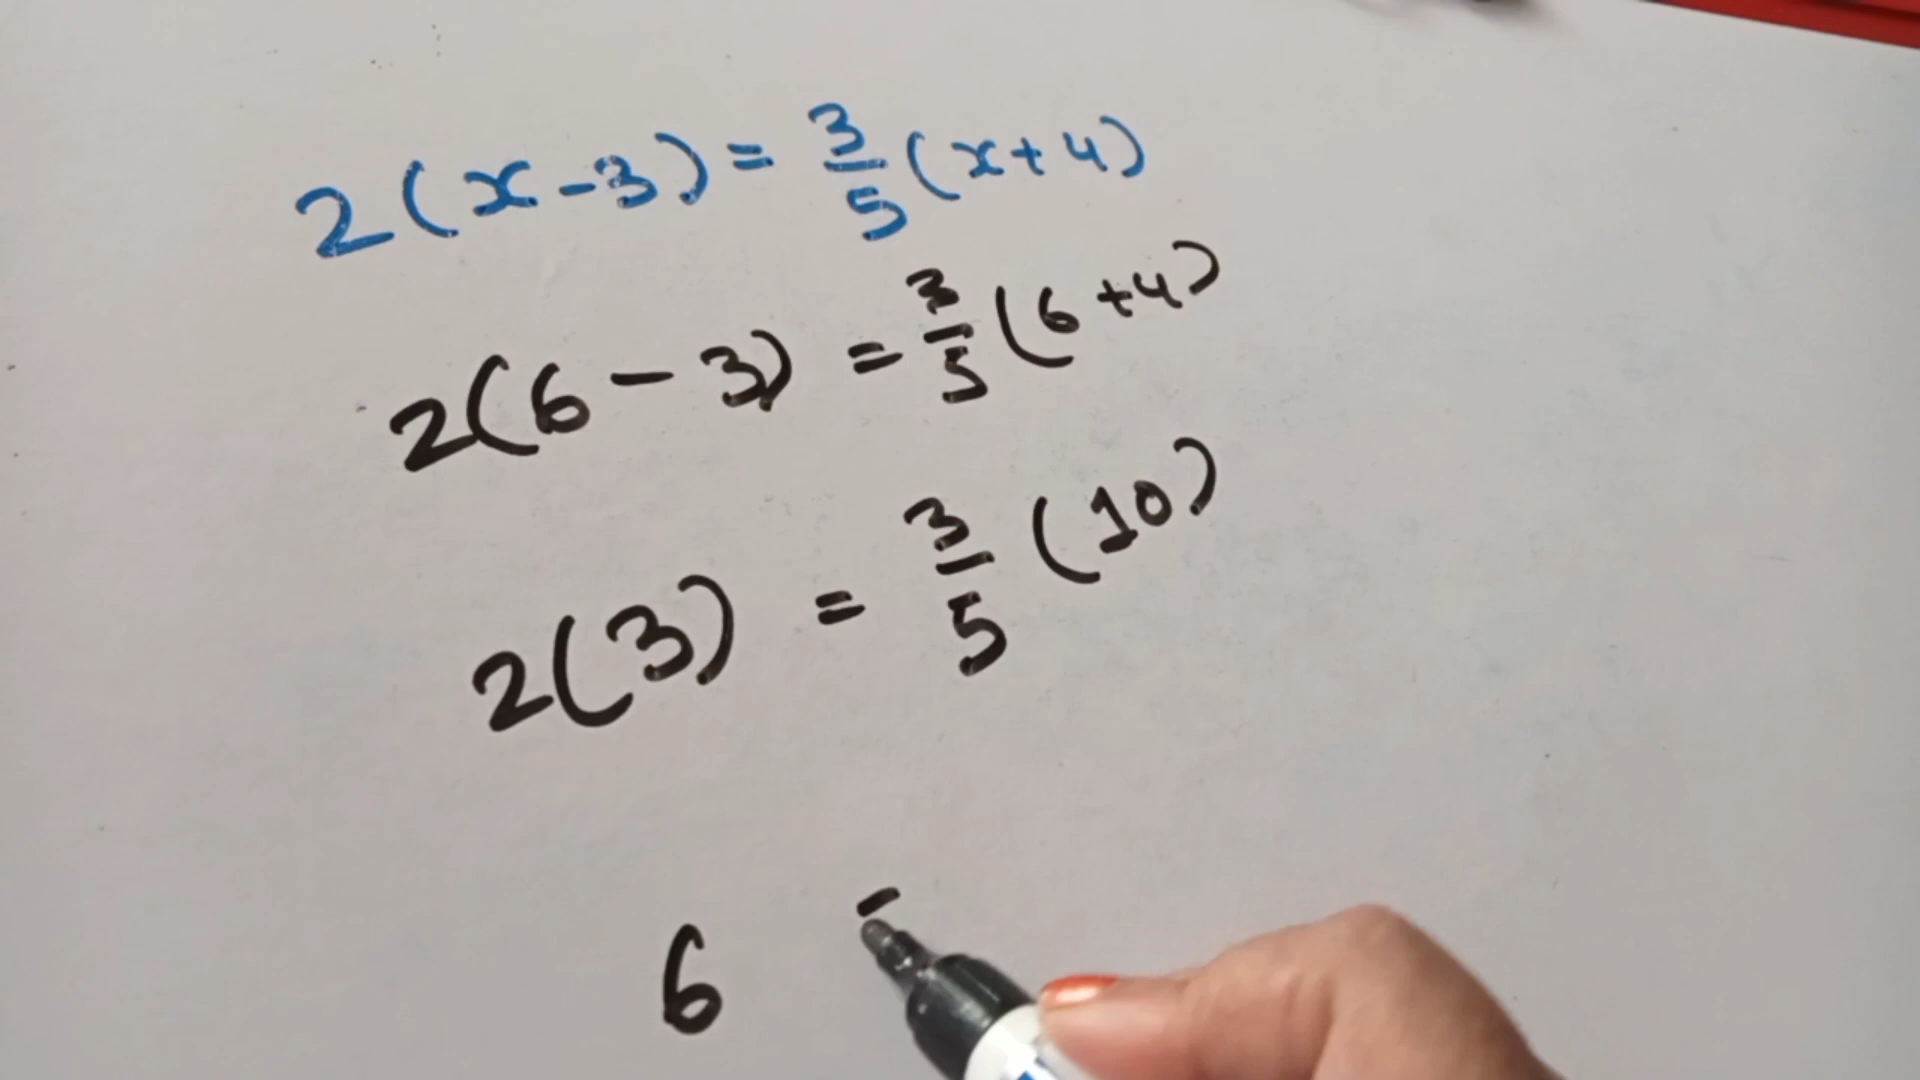 2(x-3) = 3/5 (x+4)
2(6-3) = 3/5 (6+4)
2(3) = 3/5 (10)
6 -